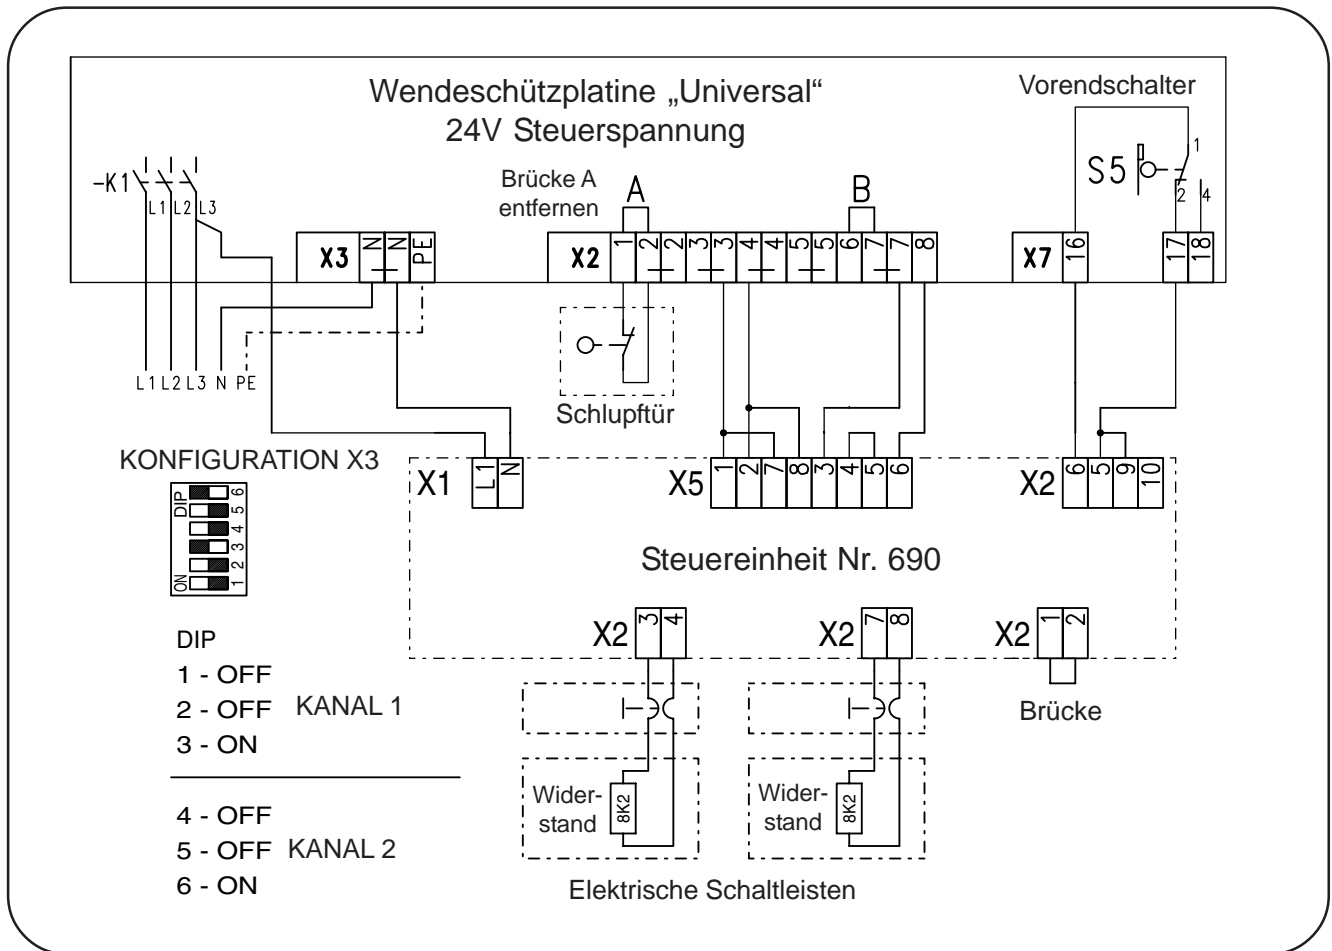 Wendeschützplatine „Universal“
24V Steuerspannung
Vorendschalter
-K1
L1 L2 L3
Brücke A
entfernen
A
B
S5
1
2 4
X3 N N PE
X2 1 2 2 3 3 4 4 5 5 6 7 7 8
X7 16 17 18
L1 L2 L3 N PE
Schlupftür
KONFIGURATION X3
X1 L1 N
X5 1 2 7 8 3 4 5 6
X2 6 5 9 10
DIP
ON
1 2 3 4 5 6
Steuereinheit Nr. 690
X2 3 4
X2 7 8
X2 1 2
DIP
1 - OFF
2 - OFF KANAL 1
3 - ON
4 - OFF
5 - OFF KANAL 2
6 - ON
Brücke
Wider-
stand
8K2
Wider-
stand
8K2
Elektrische Schaltleisten